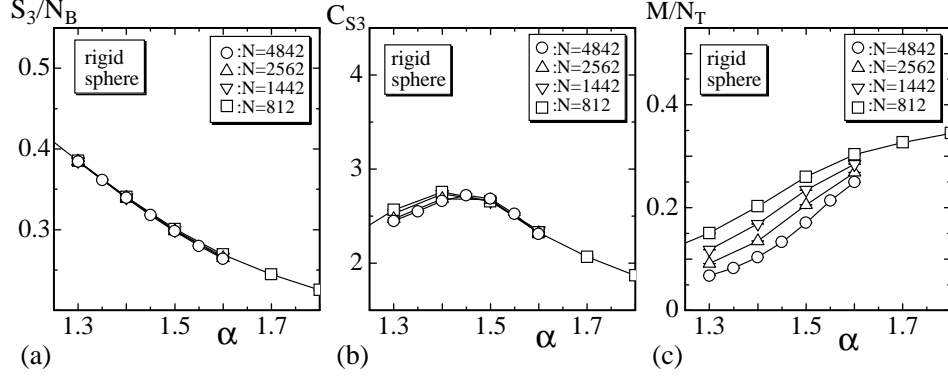 S3/NB
rigid
sphere
:N=4842
:N=2562
:N=1442
:N=812
0.5
0.4
0.3
1.3
1.5
1.7
α
(a)
CS3
rigid
sphere
:N=4842
:N=2562
:N=1442
:N=812
4
3
2
1.3
1.5
1.7
α
(b)
M/NT
rigid
sphere
:N=4842
:N=2562
:N=1442
:N=812
0.4
0.2
0
1.3
1.5
1.7
α
(c)